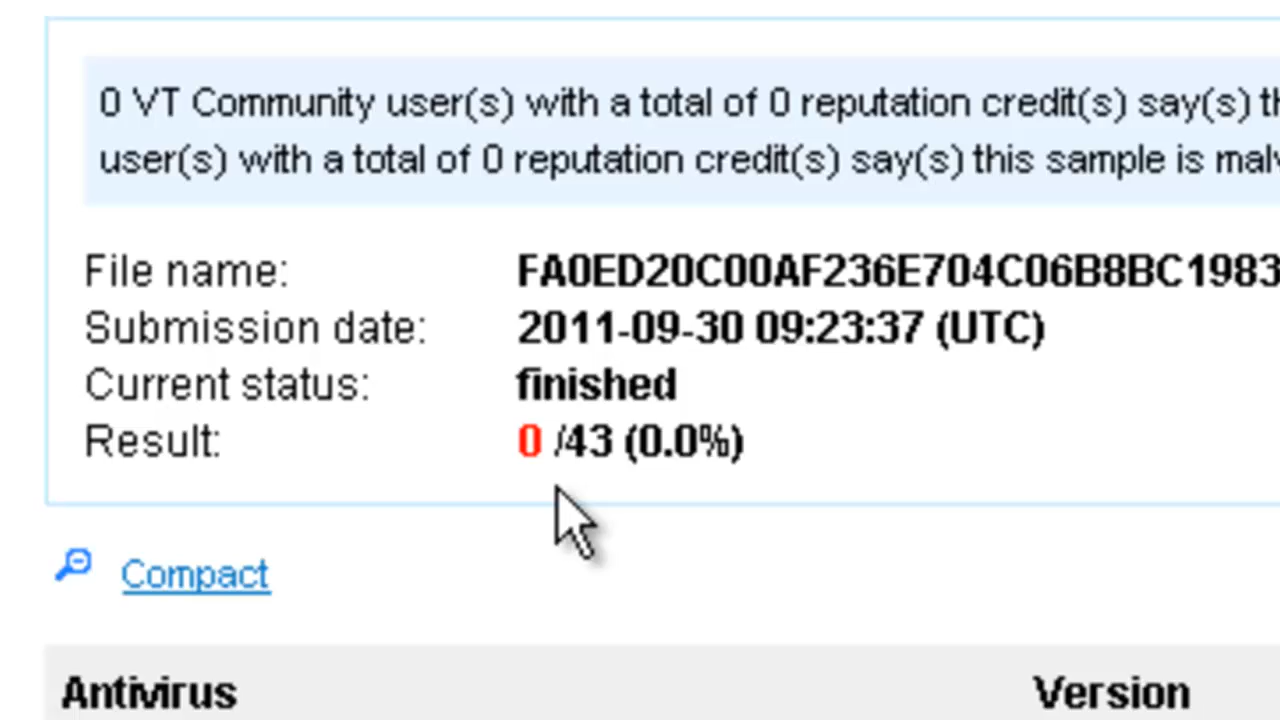 0 VT Community user(s) with a total of 0 reputation credit(s) say(s)
user(s) with a total of 0 reputation credit(s) say(s) this sample is
File name: FA0ED20C00AF236E704C06B8BC1983
Submission date: 2011-09-30 09:23:37 (UTC)
Current status: finished
Result: 0 /43 (0.0%)
Compact
Antivirus Version